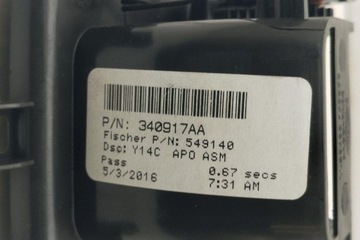 P/N: 340917AA
Fischer P/N: 549140
Dsc: Y14C APO ASM
Pass 0.67 secs
5/3/2016 7:31 AM